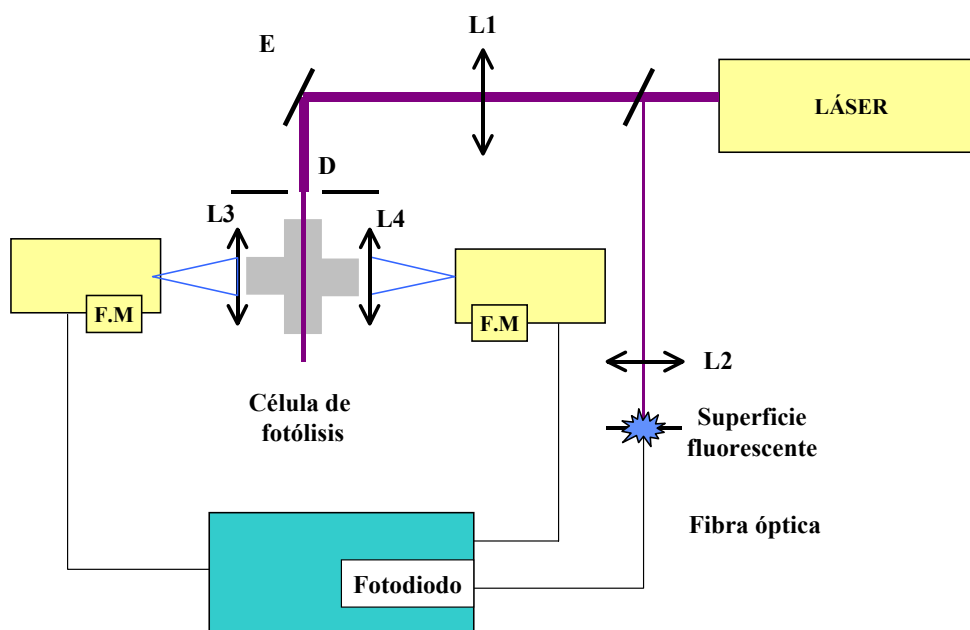 L1
E
LÁSER
D
L3
L4
F.M
F.M
L2
Célula de
fotólisis
Superficie
fluorescente
Fibra óptica
Fotodiodo